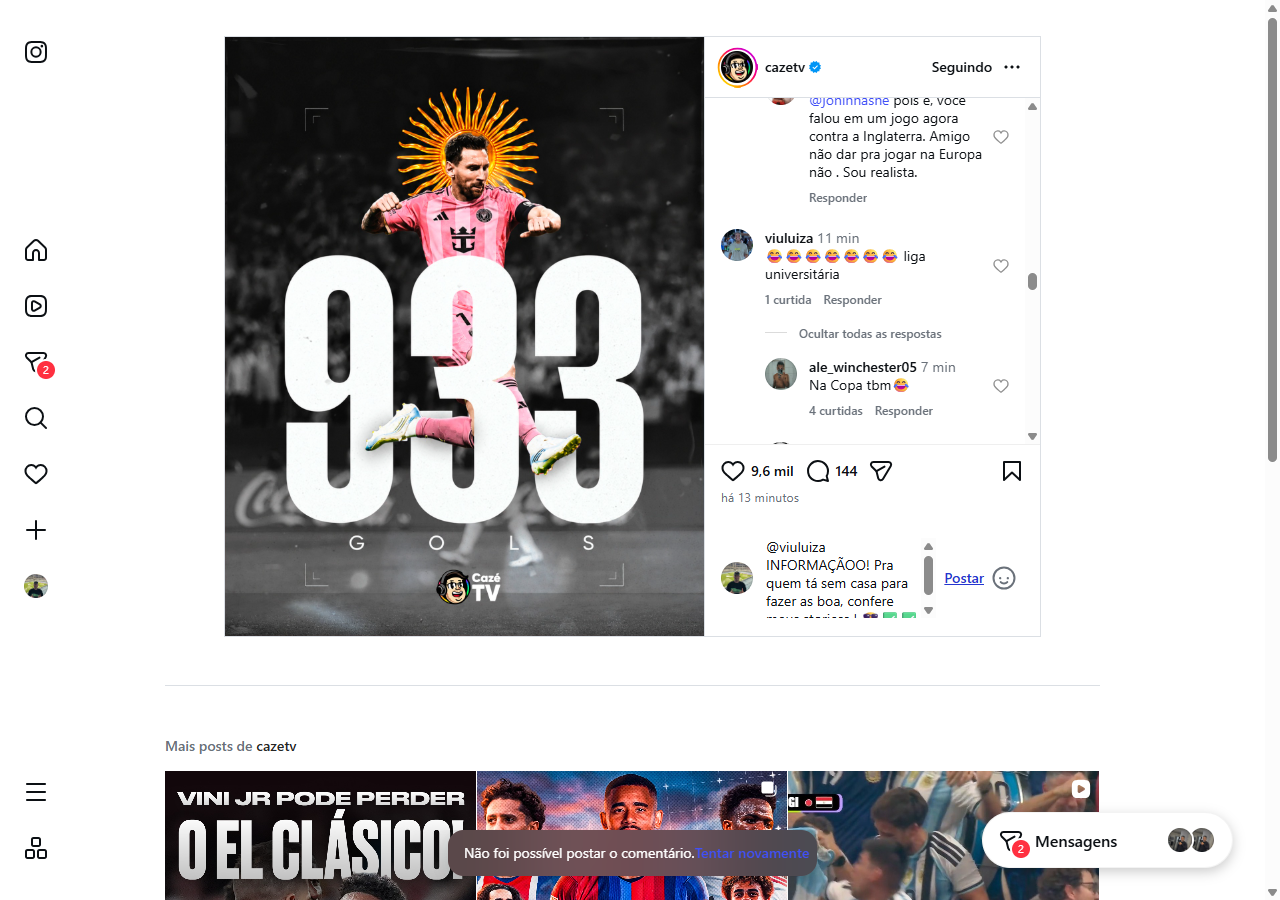 cazetv
Seguindo
@joninhasne pois é, você
falou em um jogo agora
contra a Inglaterra. Amigo
não dar pra jogar na Europa
não . Sou realista.
Responder
viuluiza 11 min
😂😂😂😂😂😂😂 liga
universitária
1 curtida Responder
Ocultar todas as respostas
ale_winchester05 7 min
Na Copa tbm😂
4 curtidas Responder
933
GOLS
Cazé
TV
Coca-Cola
9,6 mil
144
há 13 minutos
@viuluiza
INFORMAÇÃOO! Pra
quem tá sem casa para
fazer as boa, confere
Postar
2
Mais posts de cazetv
VINI JR PODE PERDER
O EL CLÁSICO!
GI
Não foi possível postar o comentário.Tentar novamente
2
Mensagens